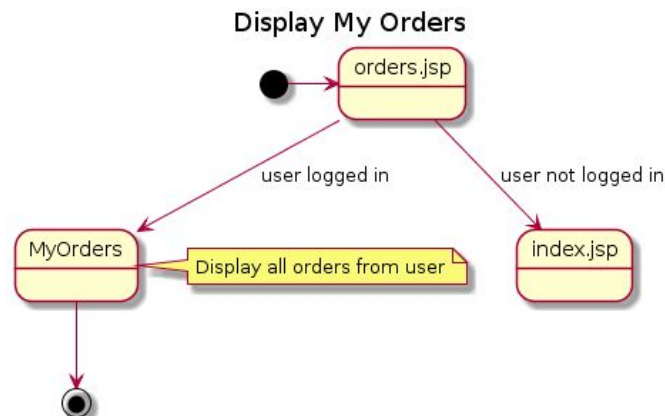 Display My Orders
orders.jsp
user logged in
user not logged in
MyOrders
Display all orders from user
index.jsp